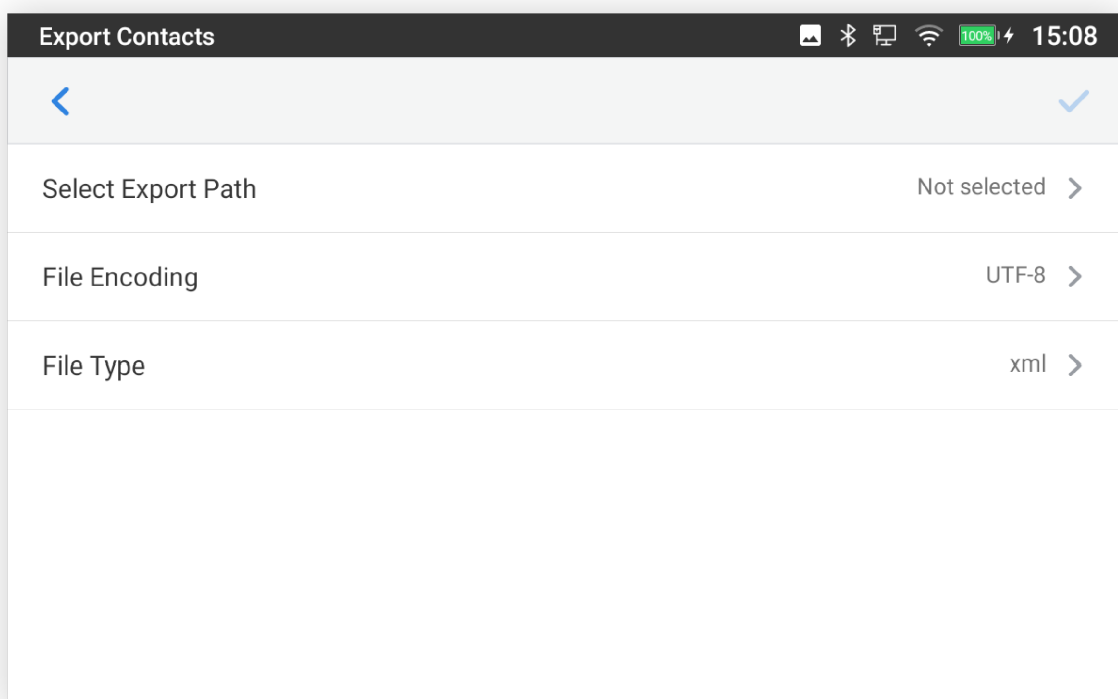 Export Contacts 100% 15:08
Select Export Path Not selected
File Encoding UTF-8
File Type xml